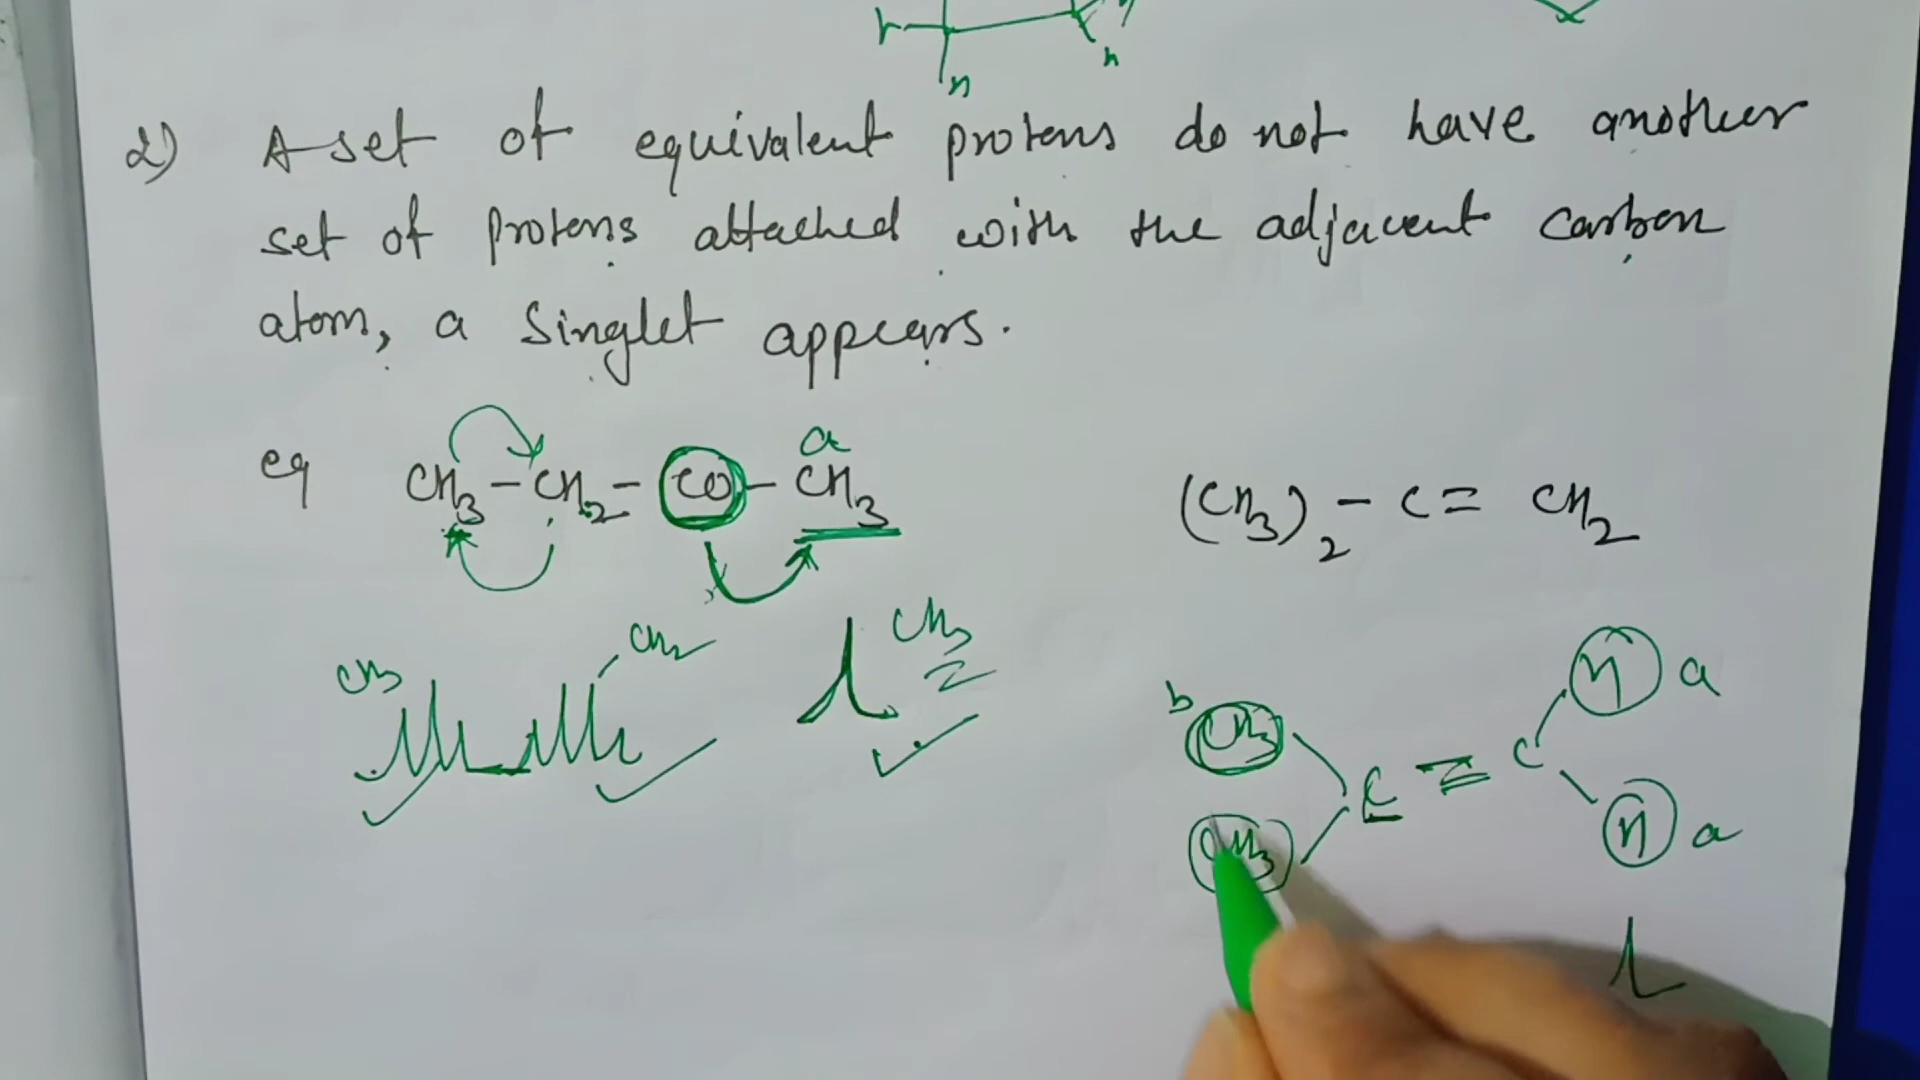 H
H
H
2) A set of equivalent protons do not have another
set of protons attached with the adjacent carbon
atom, a Singlet appears.
a
eg CH3 - CH2 - CO - CH3
(CH3)2 - C = CH2
CH3 CH2 CH3
H a
b CH3
C = C
CH3
H a